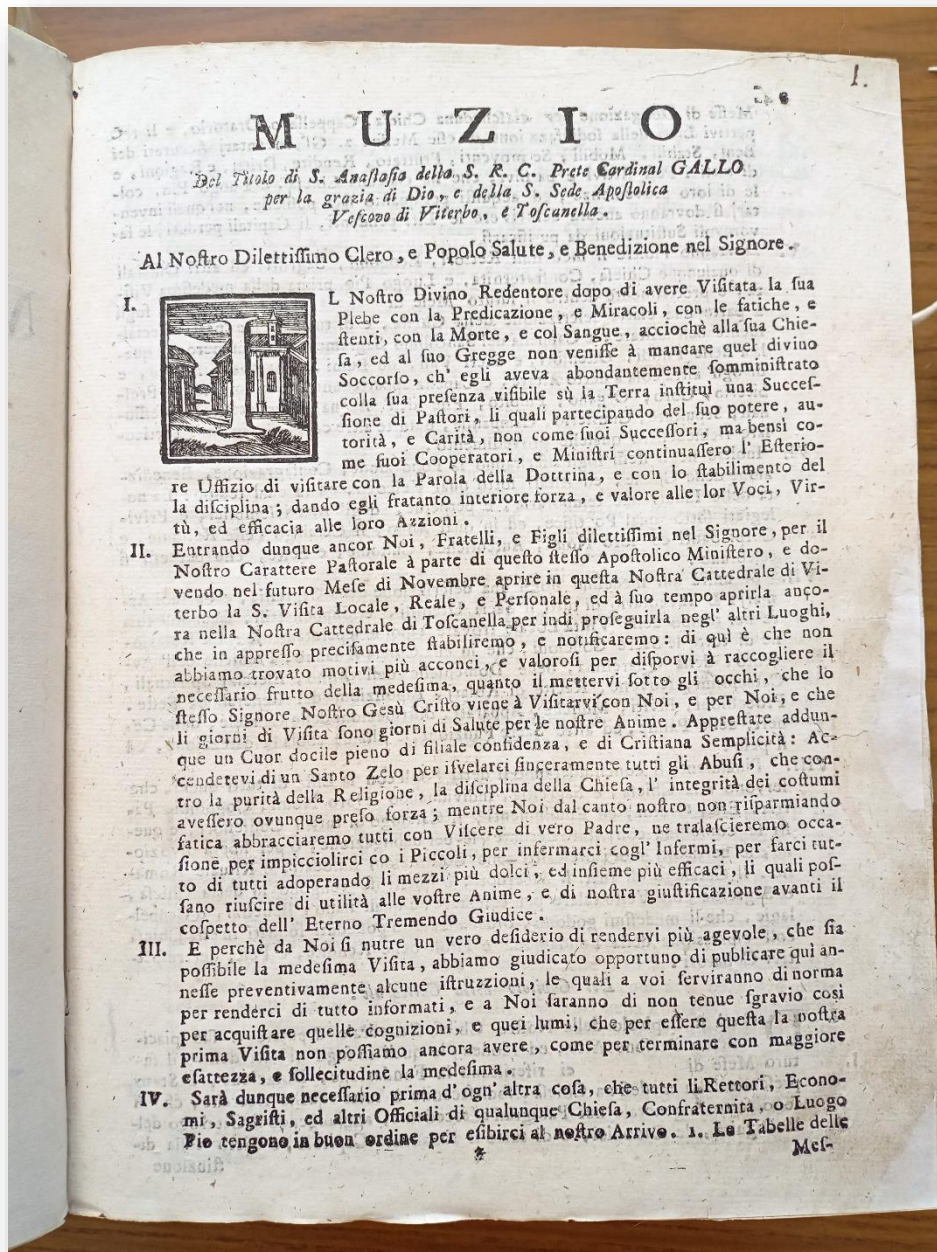 1.
MUZIO
Del Titolo di S. Anaſtaſia della S. R. C. Prete Cardinal GALLO
per la grazia di Dio, e della S. Sede Apoſtolica
Veſcovo di Viterbo, e Toſcanella.
Al Noſtro Dilettiſſimo Clero, e Popolo Salute, e Benedizione nel Signore.
I. IL Noſtro Divino Redentore dopo di avere Viſitata la ſua
Plebe con la Predicazione, e Miracoli, con le fatiche, e
ſtenti, con la Morte, e col Sangue, acciochè alla ſua Chie-
ſa, ed al ſuo Gregge non veniſſe à mancare quel divino
Soccorſo, ch' egli aveva abondantemente ſomminiſtrato
colla ſua preſenza viſibile sù la Terra inſtituì una Succeſ-
ſione di Paſtori, li quali partecipando del ſuo potere, au-
torità, e Carità, non come ſuoi Succeſſori, ma bensì co-
me ſuoi Cooperatori, e Miniſtri continuaſſero l' Eſterio-
re Uffizio di viſitare con la Parola della Dottrina, e con lo ſtabilimento del
la diſciplina; dando egli fratanto interiore forza, e valore alle lor Voci, Vir-
tù, ed efficacia alle loro Azzioni.
II. Entrando dunque ancor Noi, Fratelli, e Figli dilettiſſimi nel Signore, per il
Noſtro Carattere Paſtorale à parte di queſto ſteſſo Apoſtolico Miniſtero, e do-
vendo nel futuro Meſe di Novembre aprire in queſta Noſtra Cattedrale di Vi-
terbo la S. Viſita Locale, Reale, e Perſonale, ed à ſuo tempo aprirla anco-
ra nella Noſtra Cattedrale di Toſcanella per indi proſeguirla negl' altri Luoghi,
che in appreſſo preciſamente ſtabiliremo, e notificaremo: di quì è che non
abbiamo trovato motivi più acconci, e valoroſi per diſporvi à raccogliere il
neceſſario frutto della medeſima, quanto il mettervi ſotto gli occhi, che lo
ſteſſo Signore Noſtro Gesù Criſto viene à Viſitarvi con Noi, e per Noi, e che
li giorni di Viſita ſono giorni di Salute per le noſtre Anime. Appreſtate addun-
que un Cuor docile pieno di filiale confidenza, e di Criſtiana Semplicità: Ac-
cendetevi di un Santo Zelo per iſvelarci ſinceramente tutti gli Abuſi, che con-
tro la purità della Religione, la diſciplina della Chieſa, l' integrità dei coſtumi
aveſſero ovunque preſo forza; mentre Noi dal canto noſtro non riſparmiando
fatica abbracciaremo tutti con Viſcere di vero Padre, ne tralaſcieremo occa-
ſione per impicciolirci co i Piccoli, per infermarci cogl' Infermi, per farci tut-
to di tutti adoperando li mezzi più dolci, ed inſieme più efficaci, li quali poſ-
ſano riuſcire di utilità alle voſtre Anime, e di noſtra giuſtificazione avanti il
coſpetto dell' Eterno Tremendo Giudice.
III. E perchè da Noi ſi nutre un vero deſiderio di rendervi più agevole, che ſia
poſſibile la medeſima Viſita, abbiamo giudicato opportuno di publicare qui an-
neſſe preventivamente alcune iſtruzzioni, le quali a voi ſerviranno di norma
per renderci di tutto informati, e a Noi ſaranno di non tenue ſgravio così
per acquiſtare quelle cognizioni, e quei lumi, che per eſſere queſta la noſtra
prima Viſita non poſſiamo ancora avere, come per terminare con maggiore
eſattezza, e ſollecitudine la medeſima.
IV. Sarà dunque neceſſario prima d' ogn' altra coſa, che tutti li Rettori, Econo-
mi, Sagriſti, ed altri Officiali di qualunque Chieſa, Confraternita, o Luogo
Pio tengono in buon' ordine per eſibirci al noſtro Arrivo. 1. Le Tabelle delle
* Meſ-